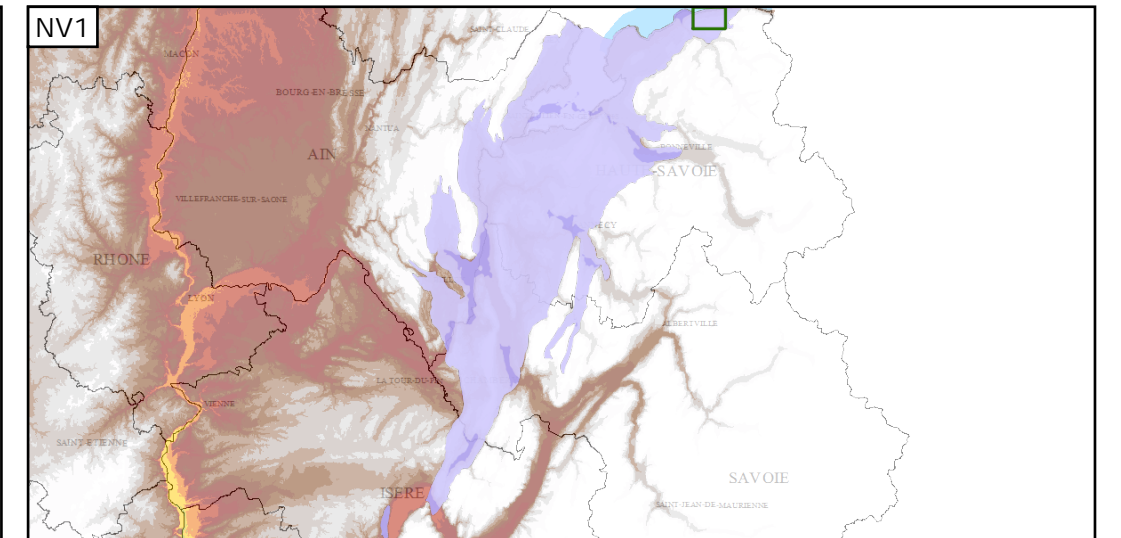 NV1
SAINT-CLAUDE
MACON
BOURG-EN-BRESSE
NANTUA
AIN
BONNEVILLE
HAUTE-SAVOIE
VILLEFRANCHE-SUR-SAONE
RHONE
LYON
ALBERTVILLE
LA TOUR-DU-PIN
VIENNE
SAINT-ETIENNE
SAVOIE
ISERE
SAINT-JEAN-DE-MAURIENNE